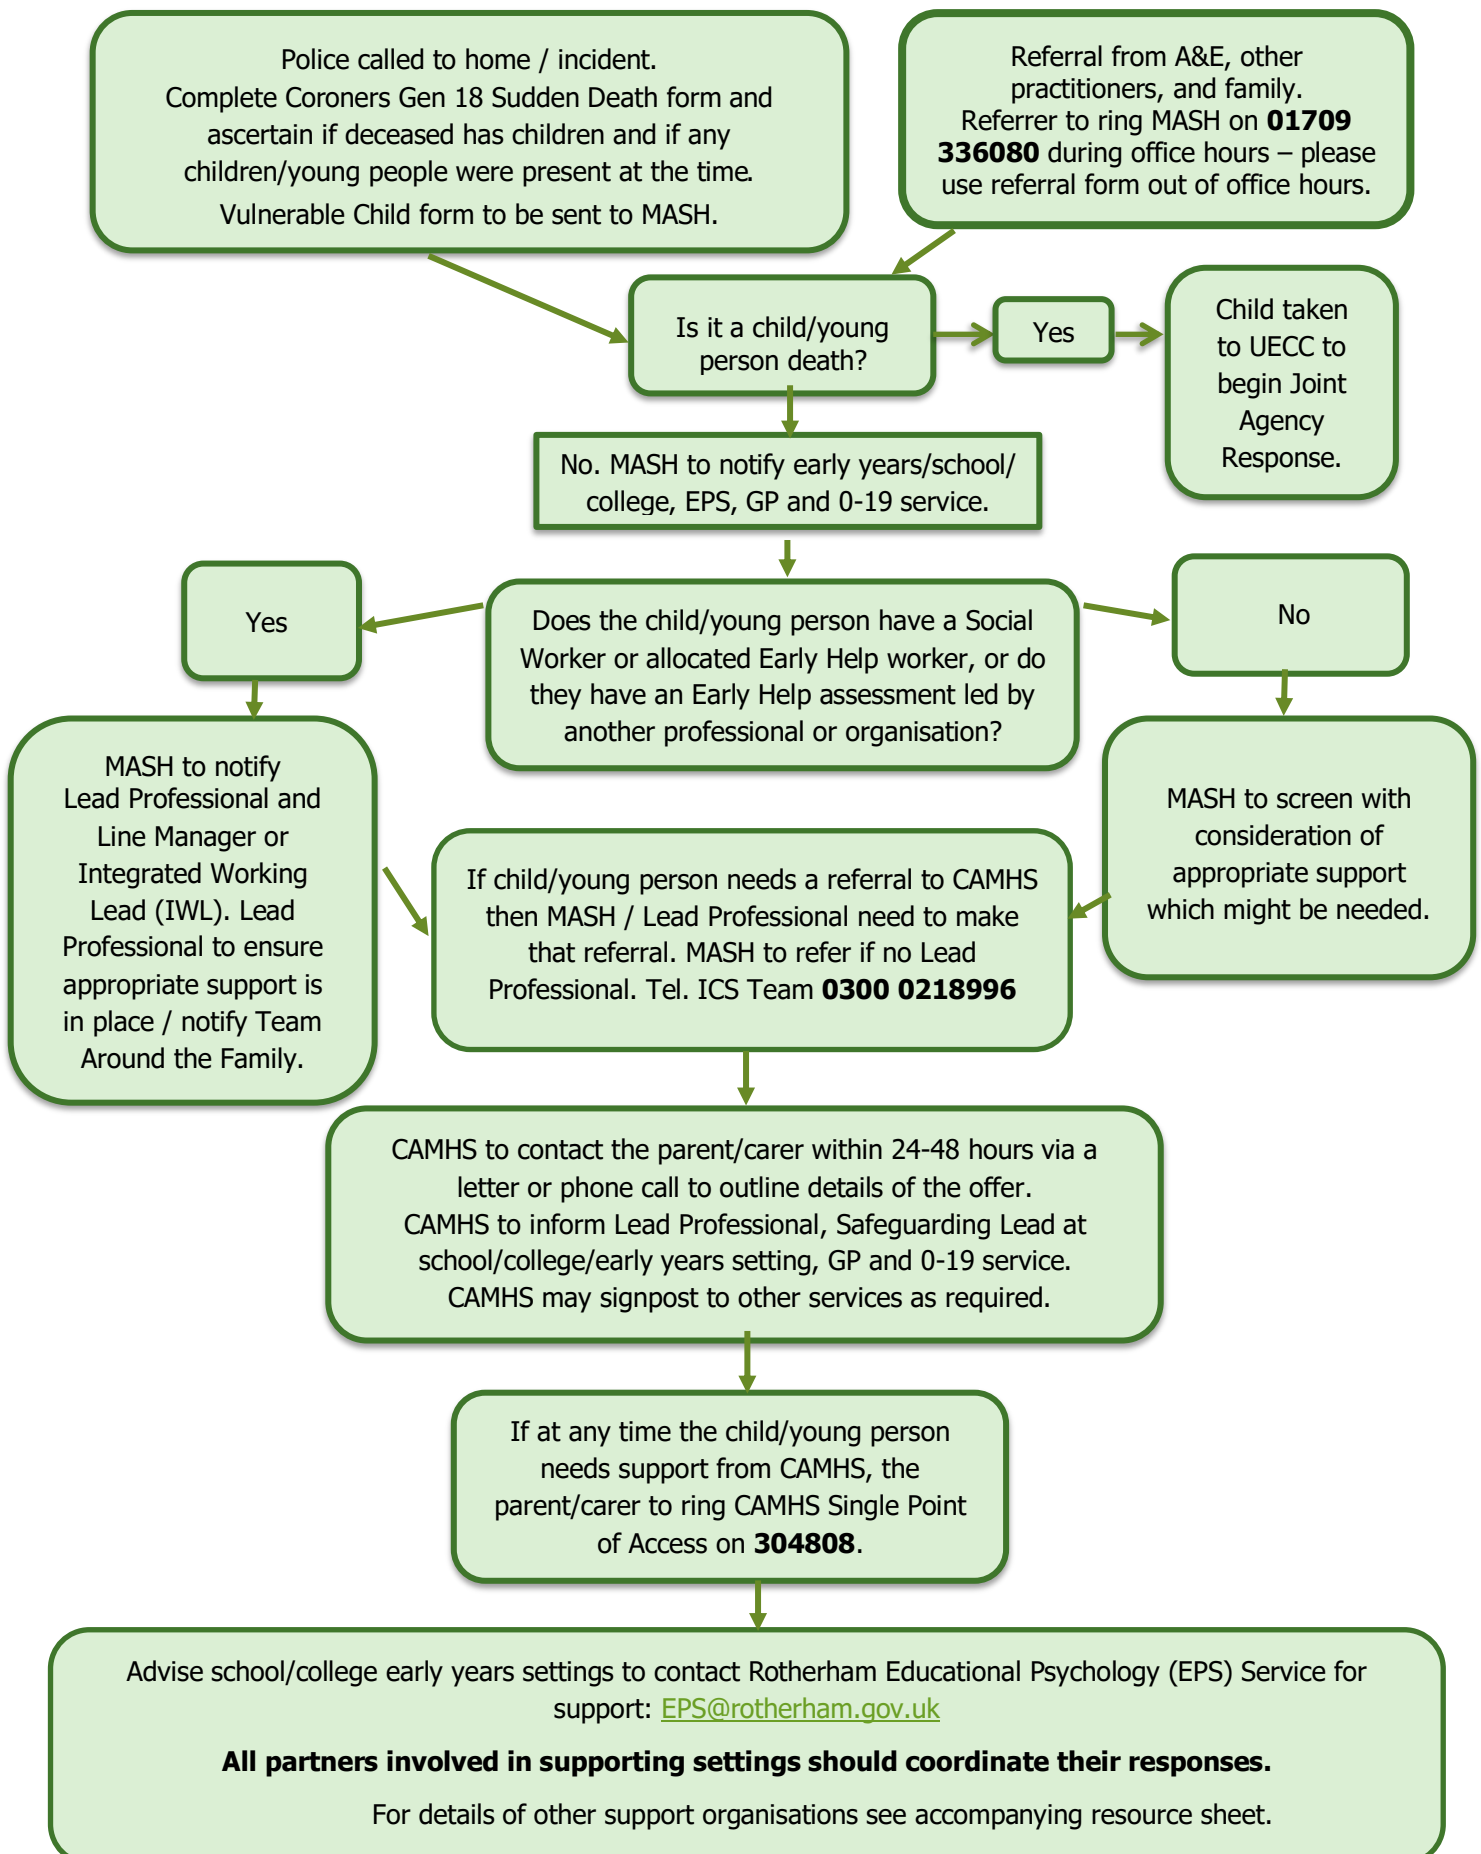 Police called to home / incident.
Complete Coroners Gen 18 Sudden Death form and
ascertain if deceased has children and if any
children/young people were present at the time.
Vulnerable Child form to be sent to MASH.
Referral from A&E, other
practitioners, and family.
Referrer to ring MASH on 01709
336080 during office hours – please
use referral form out of office hours.
Is it a child/young
person death?
Yes
Child taken
to UECC to
begin Joint
Agency
Response.
No. MASH to notify early years/school/
college, EPS, GP and 0-19 service.
Yes
Does the child/young person have a Social
Worker or allocated Early Help worker, or do
they have an Early Help assessment led by
another professional or organisation?
No
MASH to notify
Lead Professional and
Line Manager or
Integrated Working
Lead (IWL). Lead
Professional to ensure
appropriate support is
in place / notify Team
Around the Family.
If child/young person needs a referral to CAMHS
then MASH / Lead Professional need to make
that referral. MASH to refer if no Lead
Professional. Tel. ICS Team 0300 0218996
MASH to screen with
consideration of
appropriate support
which might be needed.
CAMHS to contact the parent/carer within 24-48 hours via a
letter or phone call to outline details of the offer.
CAMHS to inform Lead Professional, Safeguarding Lead at
school/college/early years setting, GP and 0-19 service.
CAMHS may signpost to other services as required.
If at any time the child/young person
needs support from CAMHS, the
parent/carer to ring CAMHS Single Point
of Access on 304808.
Advise school/college early years settings to contact Rotherham Educational Psychology (EPS) Service for
support: EPS@rotherham.gov.uk
All partners involved in supporting settings should coordinate their responses.
For details of other support organisations see accompanying resource sheet.